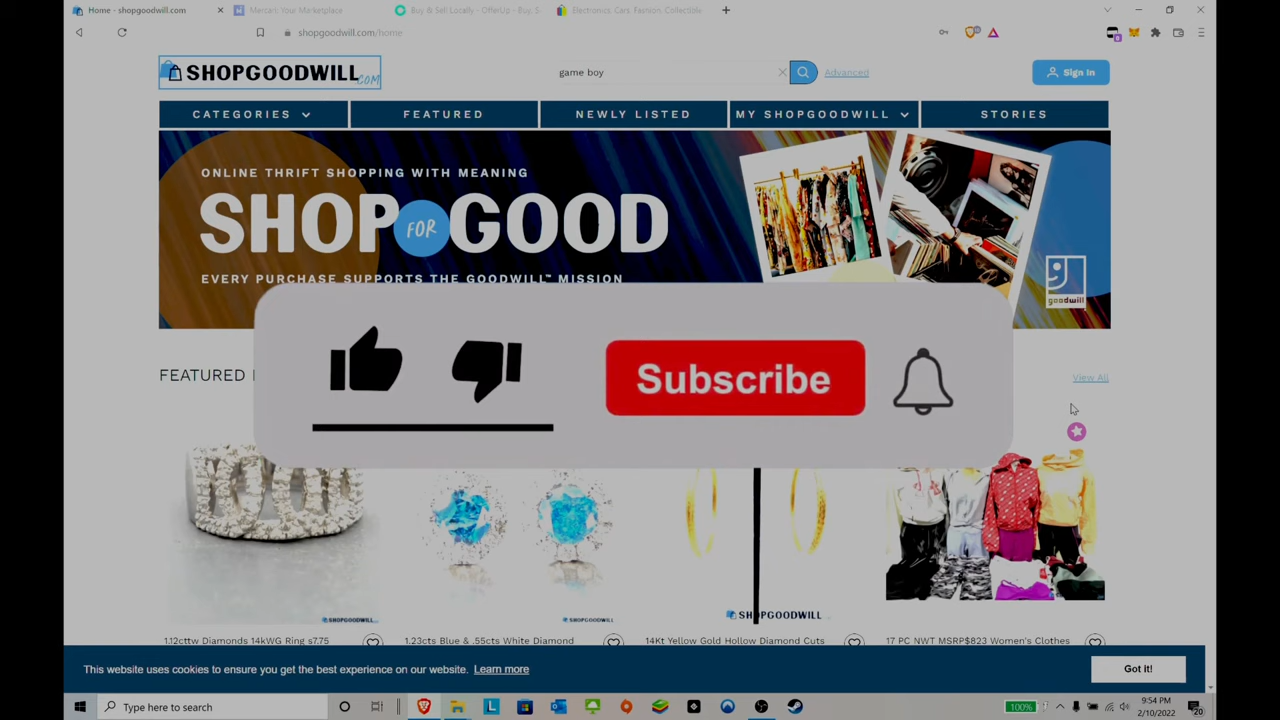 Home - shopgoodwill.com
Mercari: Your Marketplace
Buy & Sell Locally - OfferUp - Buy. S
Electronics, Cars, Fashion, Collectible
shopgoodwill.com/home
SHOPGOODWILL.COM
game boy
Advanced
Sign In
CATEGORIES
FEATURED
NEWLY LISTED
MY SHOPGOODWILL
STORIES
ONLINE THRIFT SHOPPING WITH MEANING
SHOP FOR GOOD
EVERY PURCHASE SUPPORTS THE GOODWILL™ MISSION
goodwill
FEATURED
View All
Subscribe
SHOPGOODWILL
SHOPGOODWILL
SHOPGOODWILL
1.12cttw Diamonds 14kWG Ring s7.75
1.23cts Blue & .55cts White Diamond
14Kt Yellow Gold Hollow Diamond Cuts
17 PC NWT MSRP$823 Women's Clothes
This website uses cookies to ensure you get the best experience on our website. Learn more
Got it!
Type here to search
100%
9:54 PM
2/10/2022
20